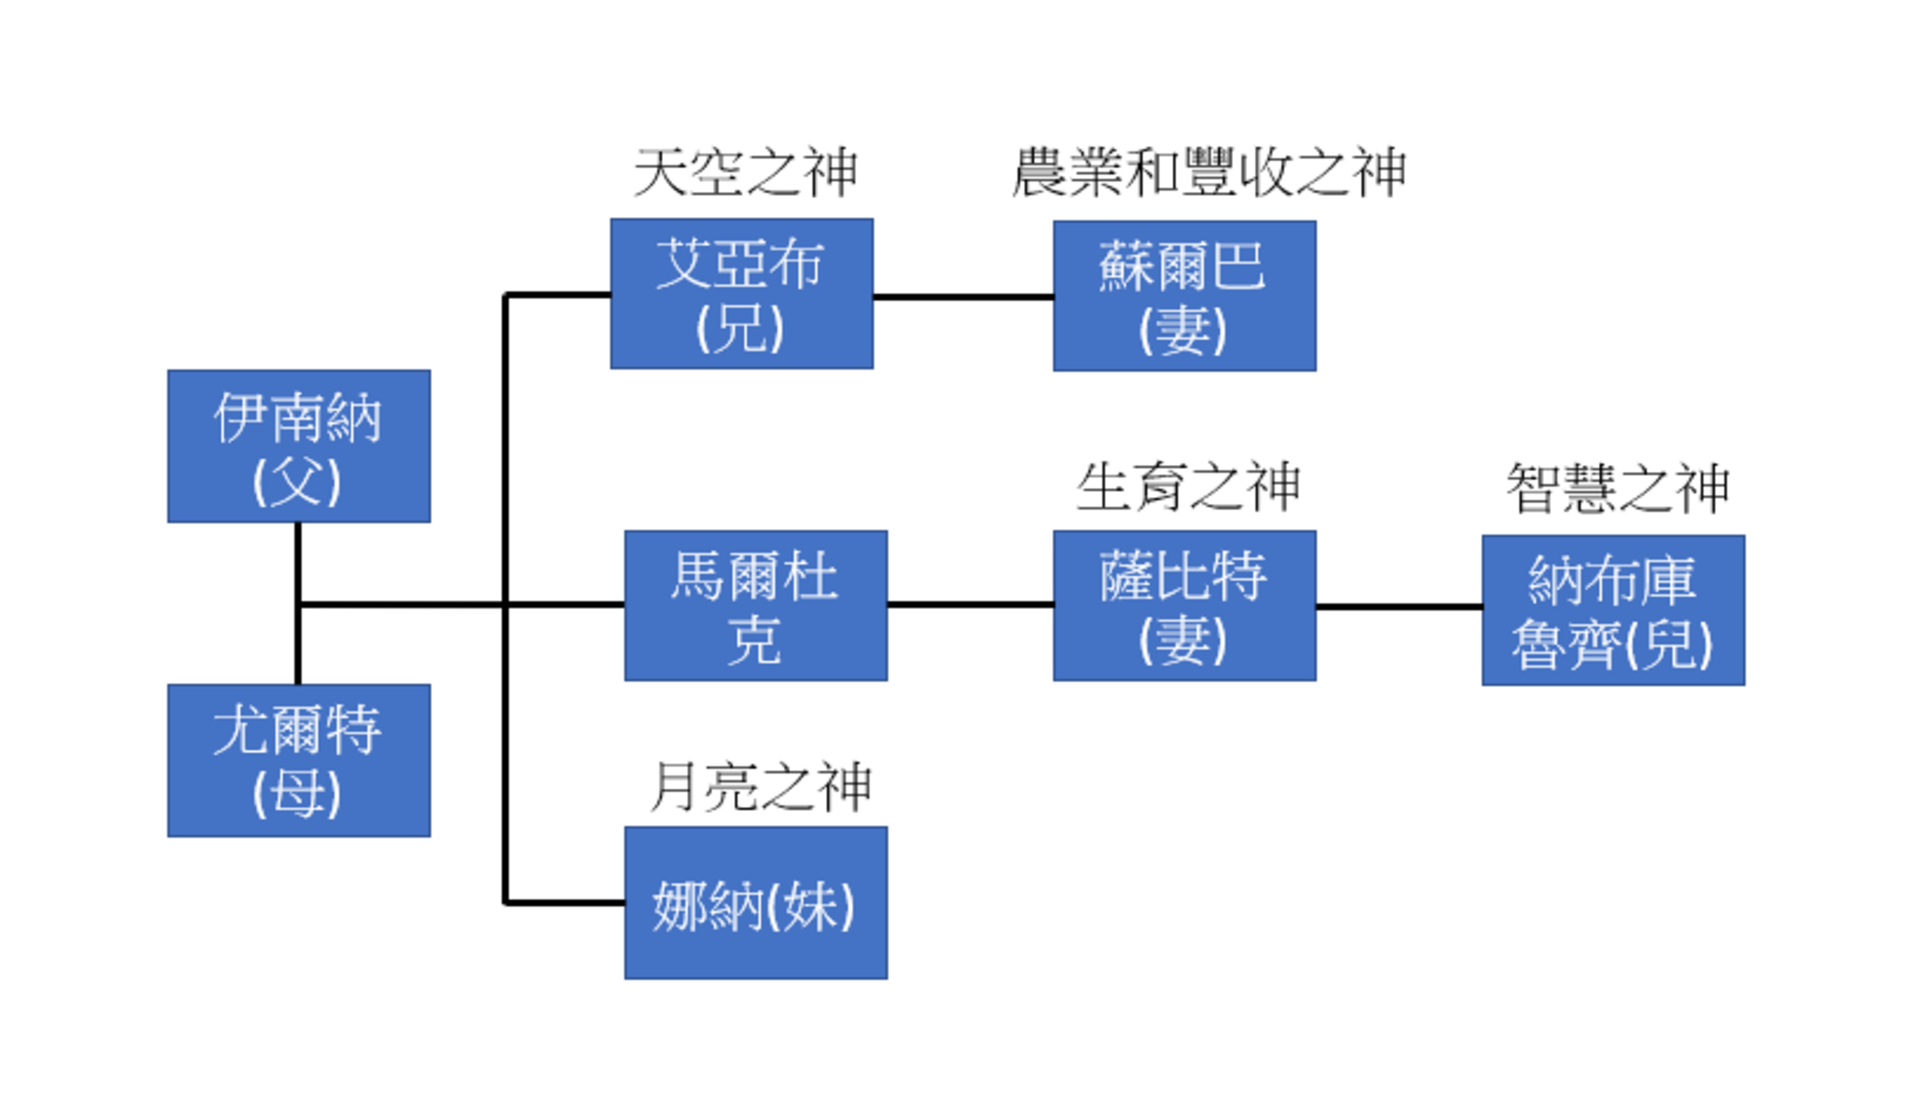 天空之神
農業和豐收之神
艾亞布
(兄)
蘇爾巴
(妻)
伊南納
(父)
生育之神
智慧之神
馬爾杜
克
薩比特
(妻)
納布庫
魯齊(兒)
尤爾特
(母)
月亮之神
娜納(妹)